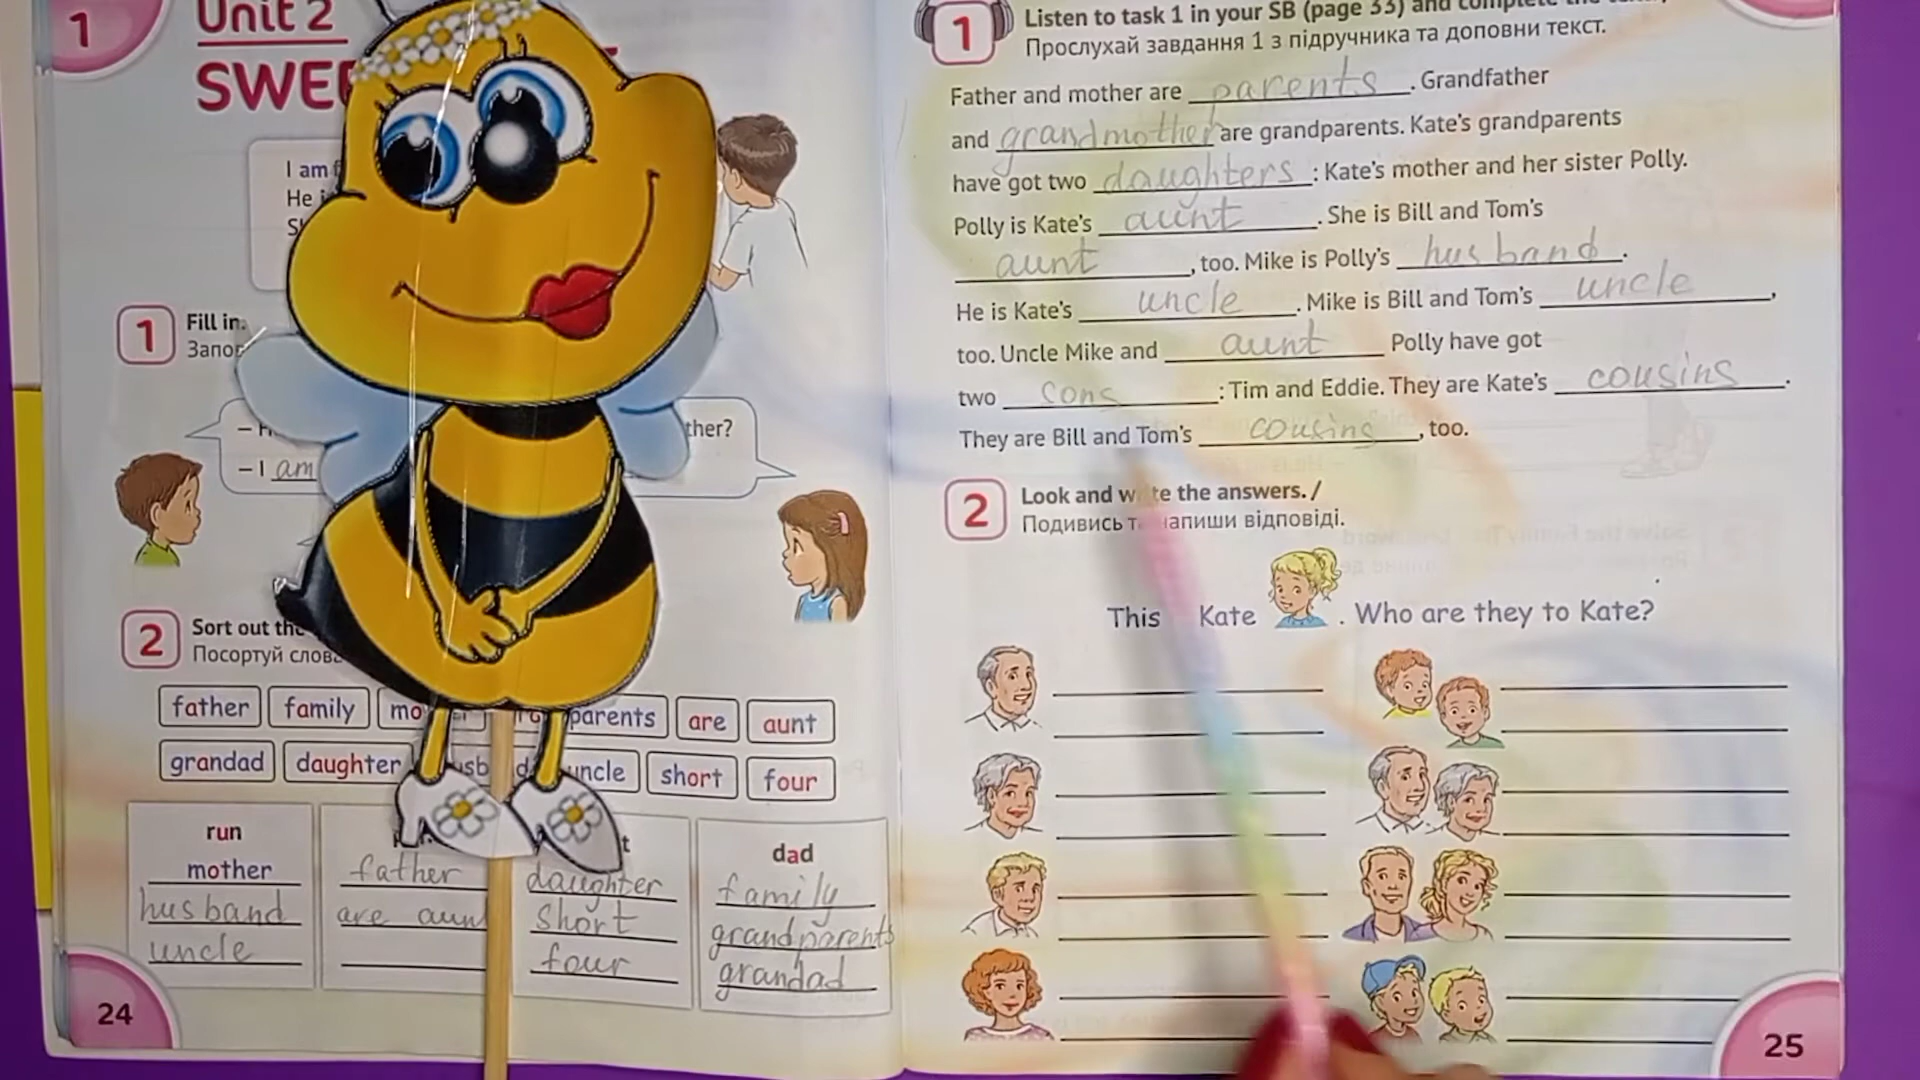 1
Unit 2
SWEE
I am
He i
S
1
Fill in.
Запо
– I am
ther?
2
Sort out the
Посортуй слова
father family mo parents are aunt
grandad daughter usb d uncle short four
run
mother
husband
uncle
father
are aun
t
daughter
short
four
dad
family
grandparents
grandad
24
1
Listen to task 1 in your SB (page 33) and complete the
Прослухай завдання 1 з підручника та доповни текст.
Father and mother are parents. Grandfather
and grandmother are grandparents. Kate's grandparents
have got two daughters: Kate's mother and her sister Polly.
Polly is Kate's aunt. She is Bill and Tom's
aunt, too. Mike is Polly's husband.
He is Kate's uncle. Mike is Bill and Tom's uncle,
too. Uncle Mike and aunt Polly have got
two cons: Tim and Eddie. They are Kate's cousins.
They are Bill and Tom's cousins, too.
2
Look and write the answers. /
Подивись т напиши відповіді.
This Kate . Who are they to Kate?
25